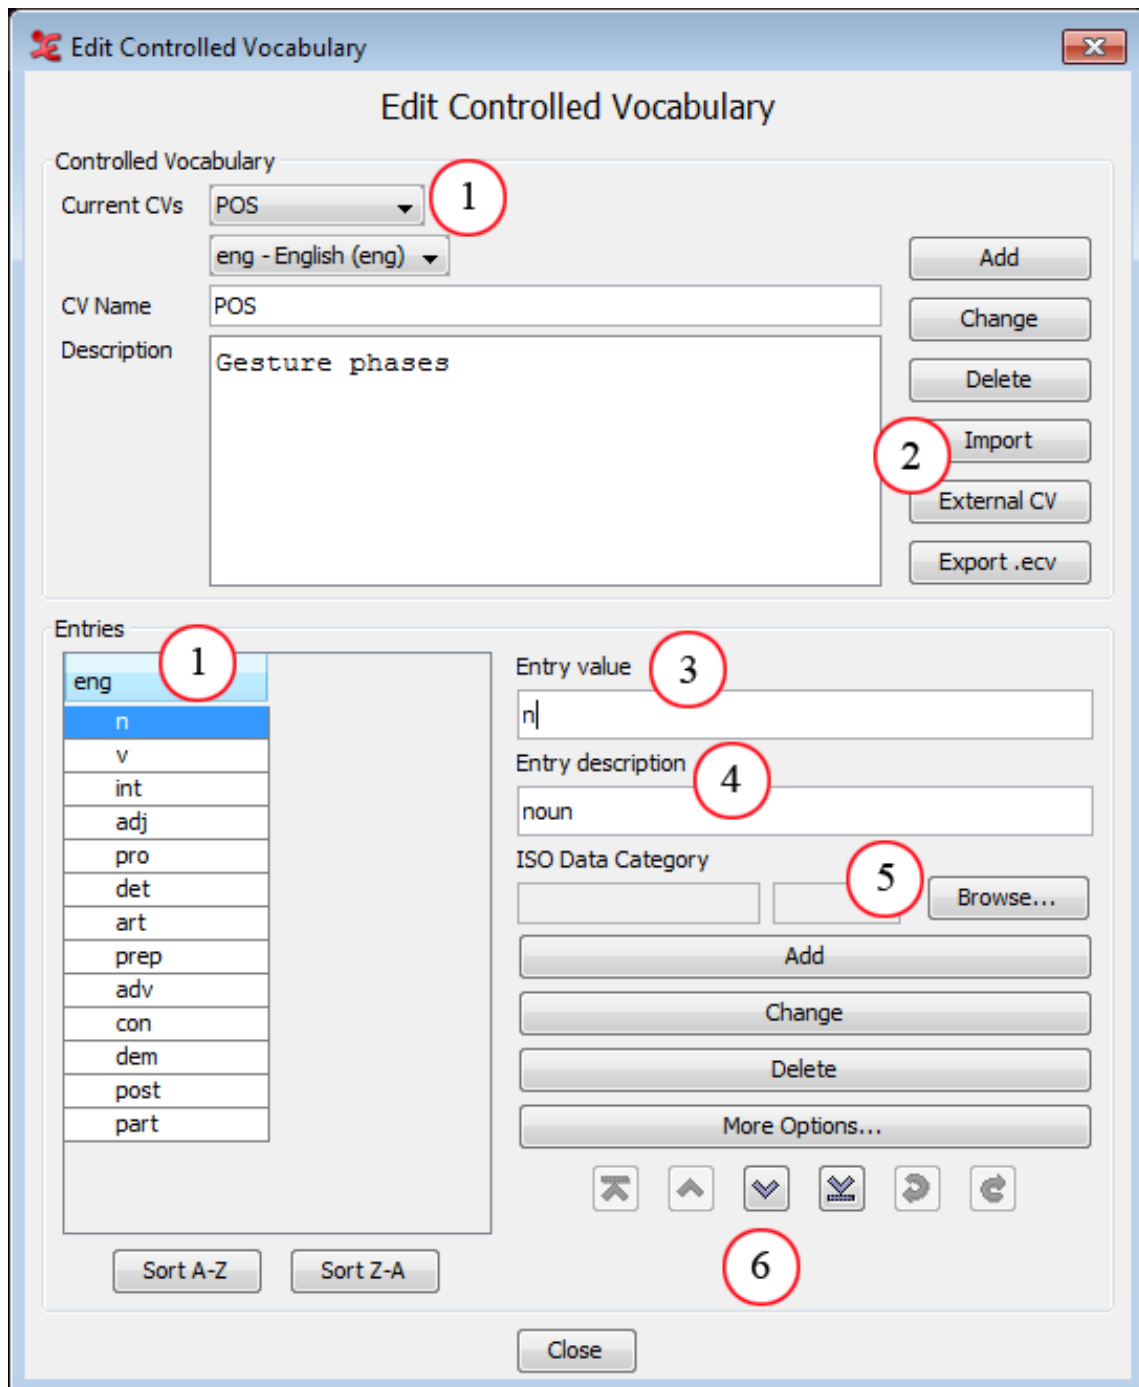 Edit Controlled Vocabulary
Edit Controlled Vocabulary
Controlled Vocabulary
Current CVs POS 1
eng - English (eng)
Add
CV Name POS
Change
Description Gesture phases
Delete
Import
2
External CV
Export .ecv
Entries
1
eng
n
v
int
adj
pro
det
art
prep
adv
con
dem
post
part
Sort A-Z Sort Z-A
Entry value 3
n
Entry description 4
noun
ISO Data Category 5
Browse...
Add
Change
Delete
More Options...
6
Close